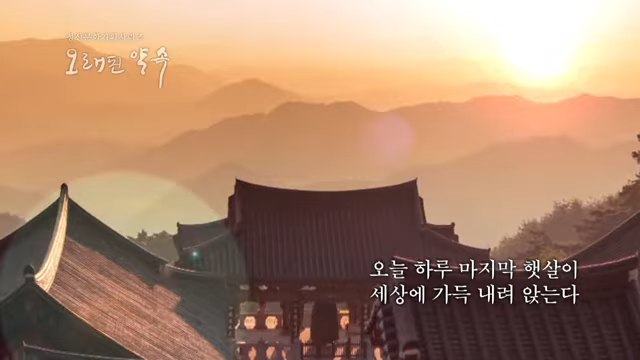 오래된 약속
오늘 하루 마지막 햇살이
세상에 가득 내려 앉는다